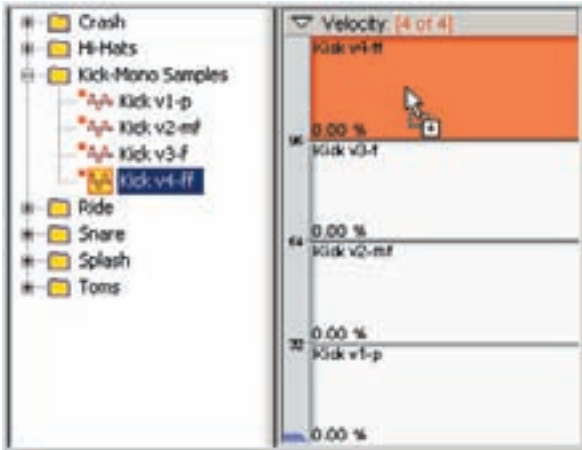 Crash
Hi-Hats
Kick-Mono Samples
Kick v1-p
Kick v2-mf
Kick v3-f
Kick v4-ff
Ride
Snare
Splash
Toms
Velocity: [4 of 4]
Kick v4-ff
0.00 %
96
Kick v3-f
0.00 %
64
Kick v2-mf
0.00 %
32
Kick v1-p
0.00 %